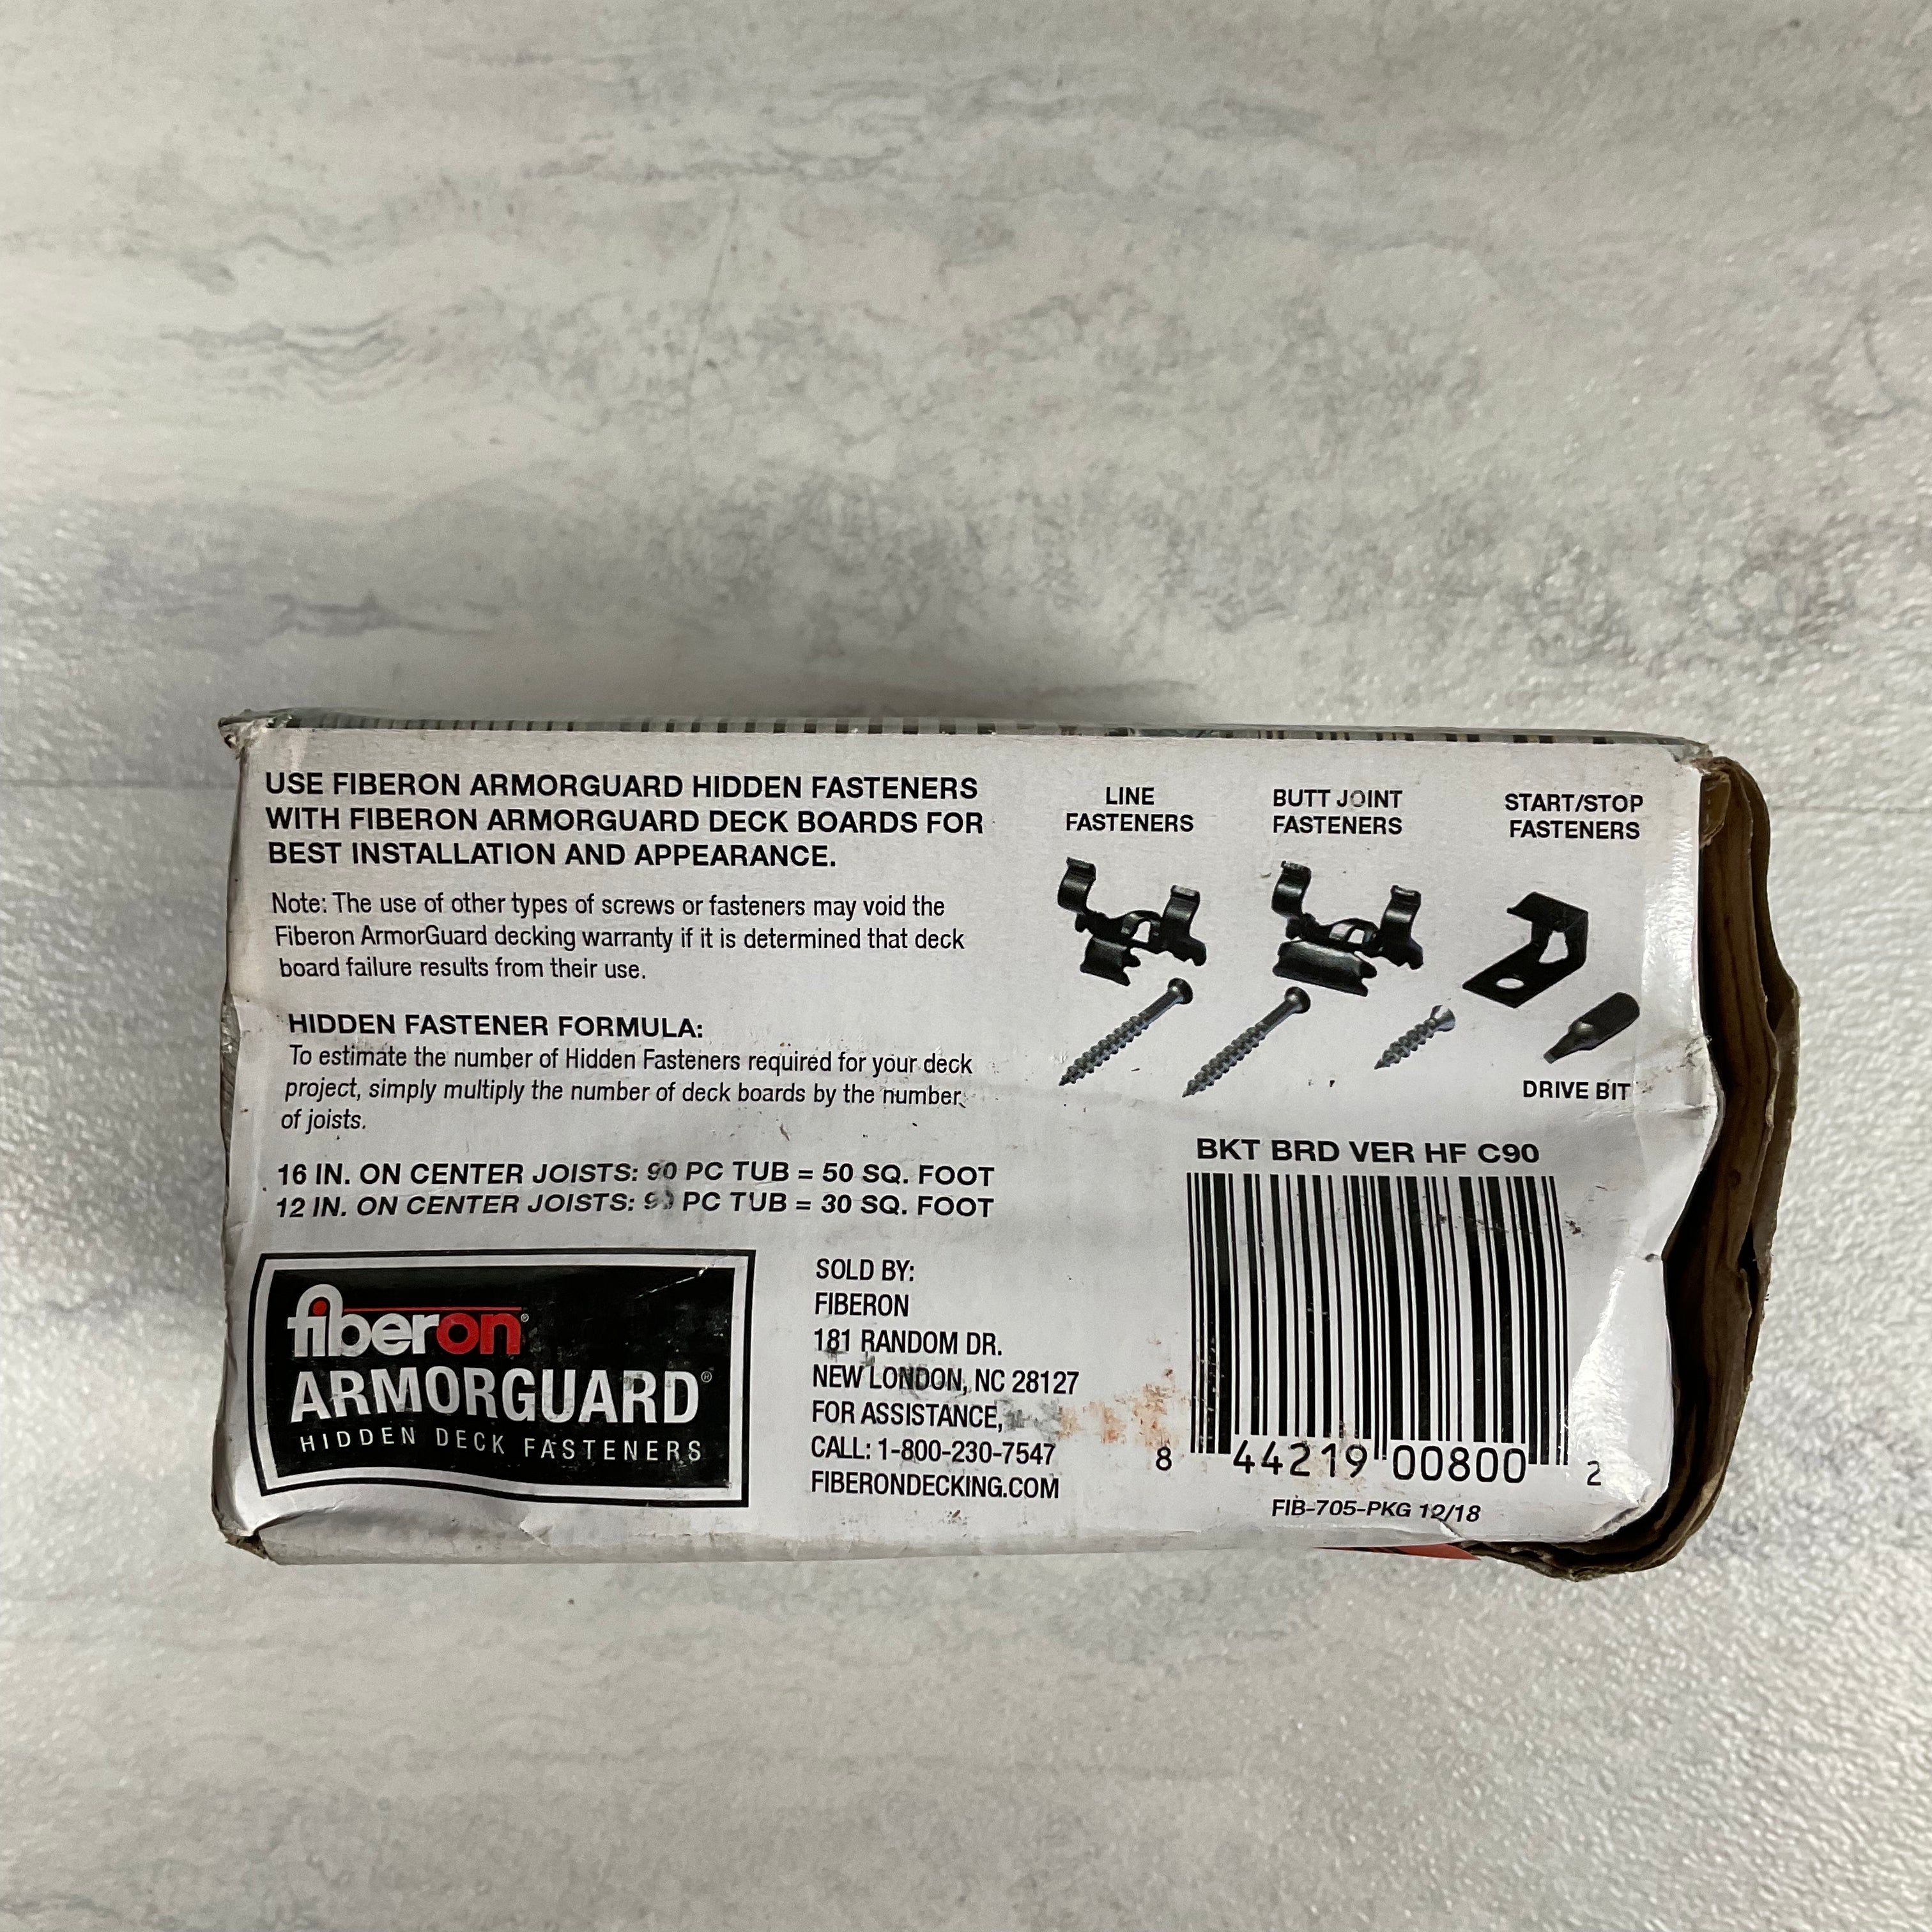 USE FIBERON ARMORGUARD HIDDEN FASTENERS
WITH FIBERON ARMORGUARD DECK BOARDS FOR
BEST INSTALLATION AND APPEARANCE.
Note: The use of other types of screws or fasteners may void the
Fiberon ArmorGuard decking warranty if it is determined that deck
board failure results from their use.
HIDDEN FASTENER FORMULA:
To estimate the number of Hidden Fasteners required for your deck
project, simply multiply the number of deck boards by the number
of joists.
16 IN. ON CENTER JOISTS: 90 PC TUB = 50 SQ. FOOT
12 IN. ON CENTER JOISTS: 90 PC TUB = 30 SQ. FOOT
fiberon®
ARMORGUARD®
HIDDEN DECK FASTENERS
SOLD BY:
FIBERON
181 RANDOM DR.
NEW LONDON, NC 28127
FOR ASSISTANCE,
CALL: 1-800-230-7547
FIBERONDECKING.COM
LINE
FASTENERS
BUTT JOINT
FASTENERS
START/STOP
FASTENERS
DRIVE BIT
BKT BRD VER HF C90
8 44219 00800 2
FIB-705-PKG 12/18